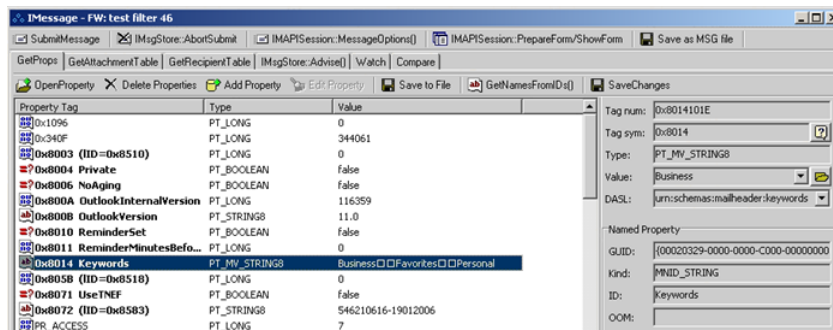 IMessage - FW: test filter 46
SubmitMessage IMsgStore::AbortSubmit IMAPISession::MessageOptions() IMAPISession::PrepareForm/ShowForm Save as MSG file
GetProps GetAttachmentTable GetRecipientTable IMsgStore::Advise() Watch Compare
OpenProperty Delete Properties Add Property Edit Property Save to File GetNamesFromIDs() SaveChanges
Property Tag Type Value
0x1096 PT_LONG 0
0x340F PT_LONG 344061
0x8003 (lID=0x8510) PT_LONG 0
0x8004 Private PT_BOOLEAN false
0x8006 NoAging PT_BOOLEAN false
0x800A OutlookInternalVersion PT_LONG 116359
0x800B OutlookVersion PT_STRING8 11.0
0x8010 ReminderSet PT_BOOLEAN false
0x8011 ReminderMinutesBefo... PT_LONG 0
0x8014 Keywords PT_MV_STRING8 Business□□Favorites□□Personal
0x805B (lID=0x8518) PT_LONG 0
0x8071 UseTNEF PT_BOOLEAN false
0x8072 (lID=0x8583) PT_STRING8 546210616-19012006
PR_ACCESS PT_LONG 7
Tag num: 0x8014101E
Tag sym: 0x8014
Type: PT_MV_STRING8
Value: Business
DASL: urn:schemas:mailheader:keywords
Named Property
GUID: {00020329-0000-0000-C000-00000000
Kind: MNID_STRING
ID: Keywords
OOM: